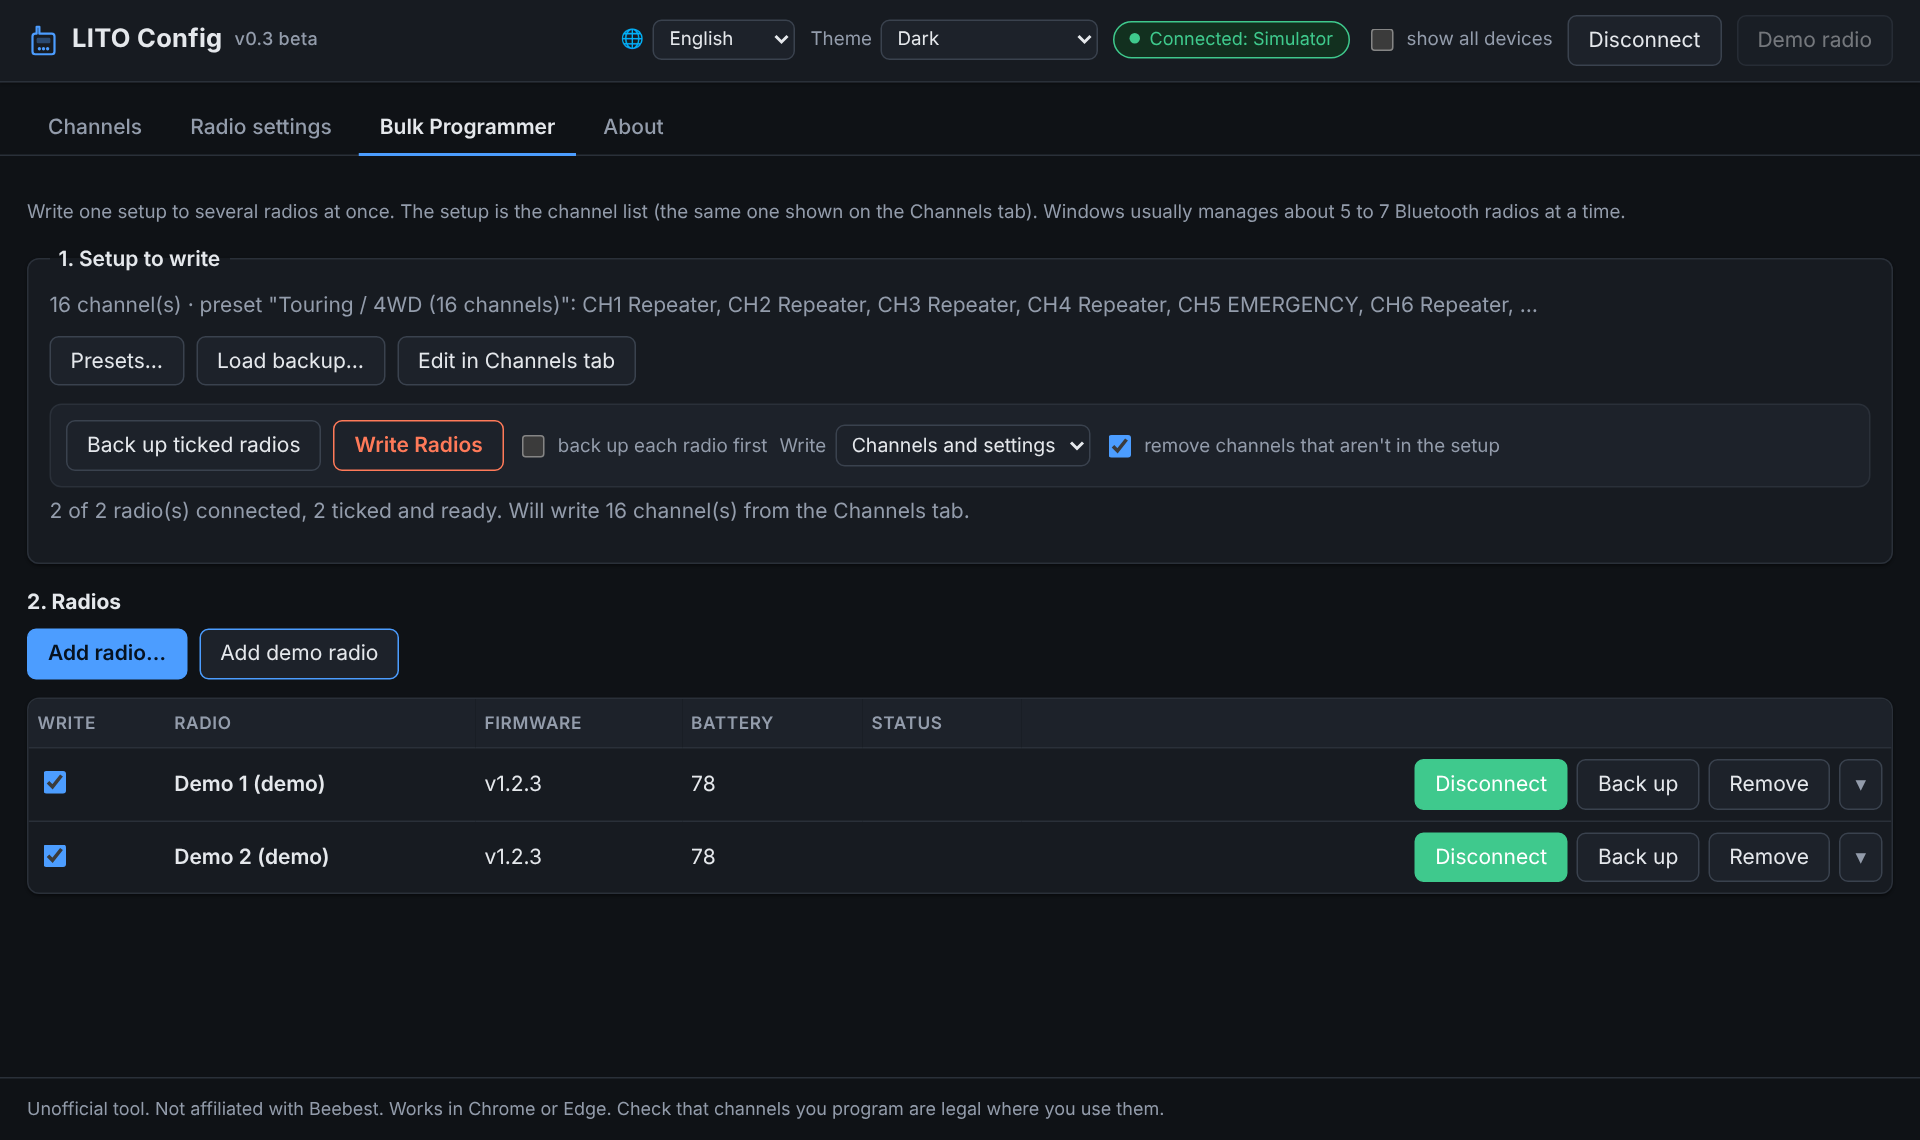 LITO Config v0.3 beta
English Theme Dark Connected: Simulator show all devices Disconnect Demo radio
Channels Radio settings Bulk Programmer About
Write one setup to several radios at once. The setup is the channel list (the same one shown on the Channels tab). Windows usually manages about 5 to 7 Bluetooth radios at a time.
1. Setup to write
16 channel(s) · preset "Touring / 4WD (16 channels)": CH1 Repeater, CH2 Repeater, CH3 Repeater, CH4 Repeater, CH5 EMERGENCY, CH6 Repeater, ...
Presets... Load backup... Edit in Channels tab
Back up ticked radios Write Radios back up each radio first Write Channels and settings remove channels that aren't in the setup
2 of 2 radio(s) connected, 2 ticked and ready. Will write 16 channel(s) from the Channels tab.
2. Radios
Add radio... Add demo radio
WRITE RADIO FIRMWARE BATTERY STATUS
Demo 1 (demo) v1.2.3 78 Disconnect Back up Remove
Demo 2 (demo) v1.2.3 78 Disconnect Back up Remove
Unofficial tool. Not affiliated with Beebest. Works in Chrome or Edge. Check that channels you program are legal where you use them.